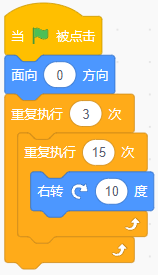 当 被点击
面向 0 方向
重复执行 3 次
重复执行 15 次
右转 10 度